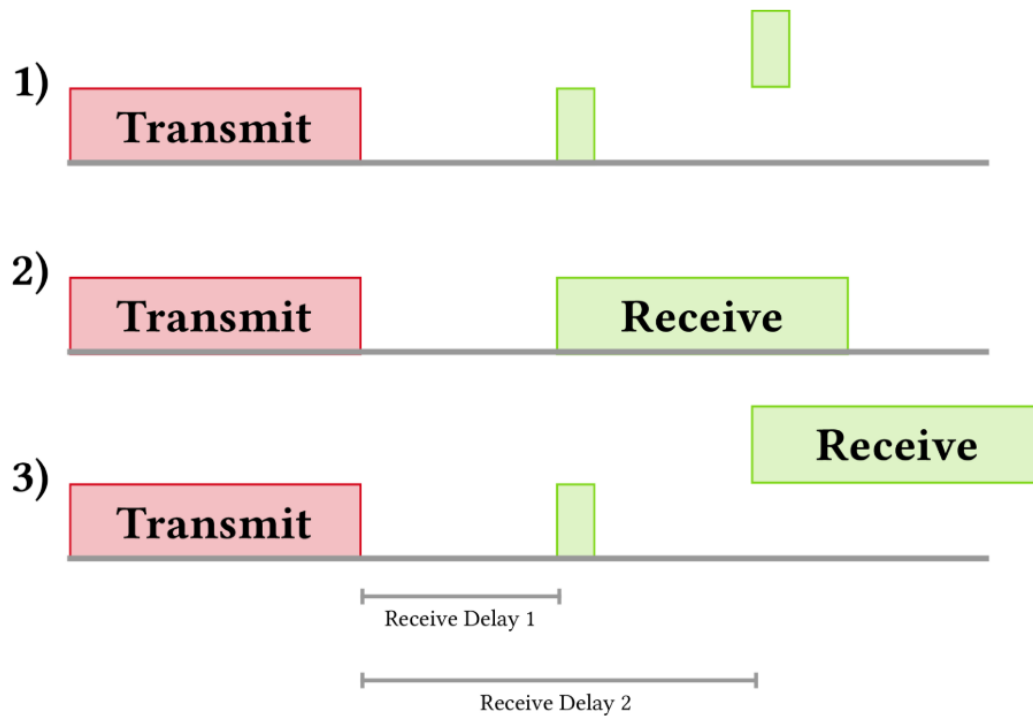 1)
Transmit
2)
Transmit
Receive
Receive
3)
Transmit
Receive Delay 1
Receive Delay 2